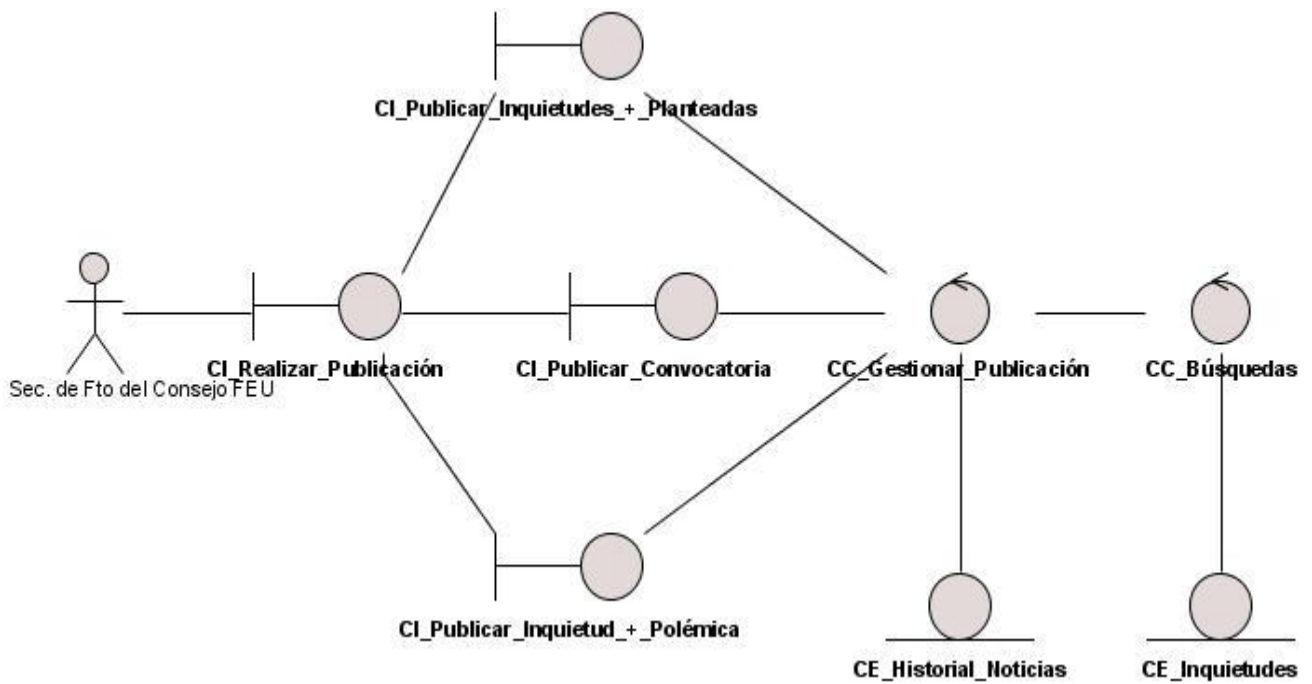 CI_Publicar_Inquietudes_+_Planteadas
Sec. de Fto del Consejo FEU
CI_Realizar_Publicación
CI_Publicar_Convocatoria
CC_Gestionar_Publicación
CC_Búsquedas
CI_Publicar_Inquietud_+_Polémica
CE_Historial_Noticias
CE_Inquietudes